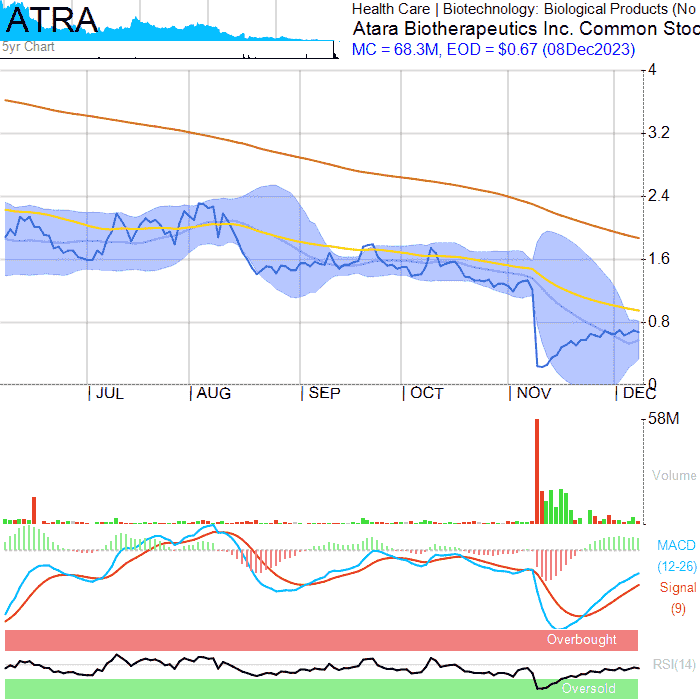 ATRA
5yr Chart
Health Care | Biotechnology: Biological Products (No
Atara Biotherapeutics Inc. Common Stoc
MC = 68.3M, EOD = $0.67 (08Dec2023)
4
3.2
2.4
1.6
0.8
0
JUL AUG SEP OCT NOV DEC
58M
Volume
MACD
(12-26)
Signal
(9)
Overbought
RSI(14)
Oversold